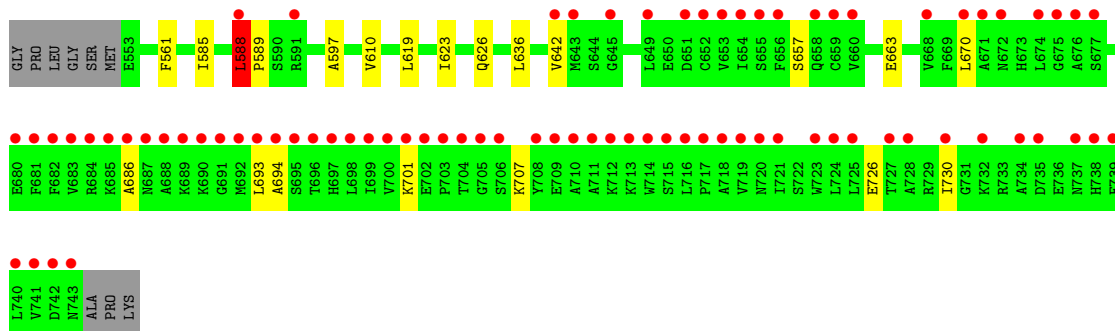 GLY PRO LEU GLY SER MET E553 F561 I585 L588 P589 S590 R591 A597 V610 L619 I623 Q626 L636 V642 M643 S644 G645 L649 E650 D651 C652 V653 I654 S655 F656 S657 Q658 C659 V660 E663 V668 F669 L670 A671 N672 H673 L674 G675 A676 S677
E680 F681 F682 V683 R684 K685 A686 N687 A688 K689 K690 G691 M692 L693 A694 S695 T696 H697 L698 I699 V700 K701 E702 P703 T704 G705 S706 K707 Y708 E709 A710 A711 K712 K713 W714 S715 L716 P717 A718 V719 N720 I721 S722 W723 L724 L725 E726 T727 A728 R729 I730 G731 K732 R733 A734 D735 E736 N737 H738
L740 V741 D742 N743 ALA PRO LYS